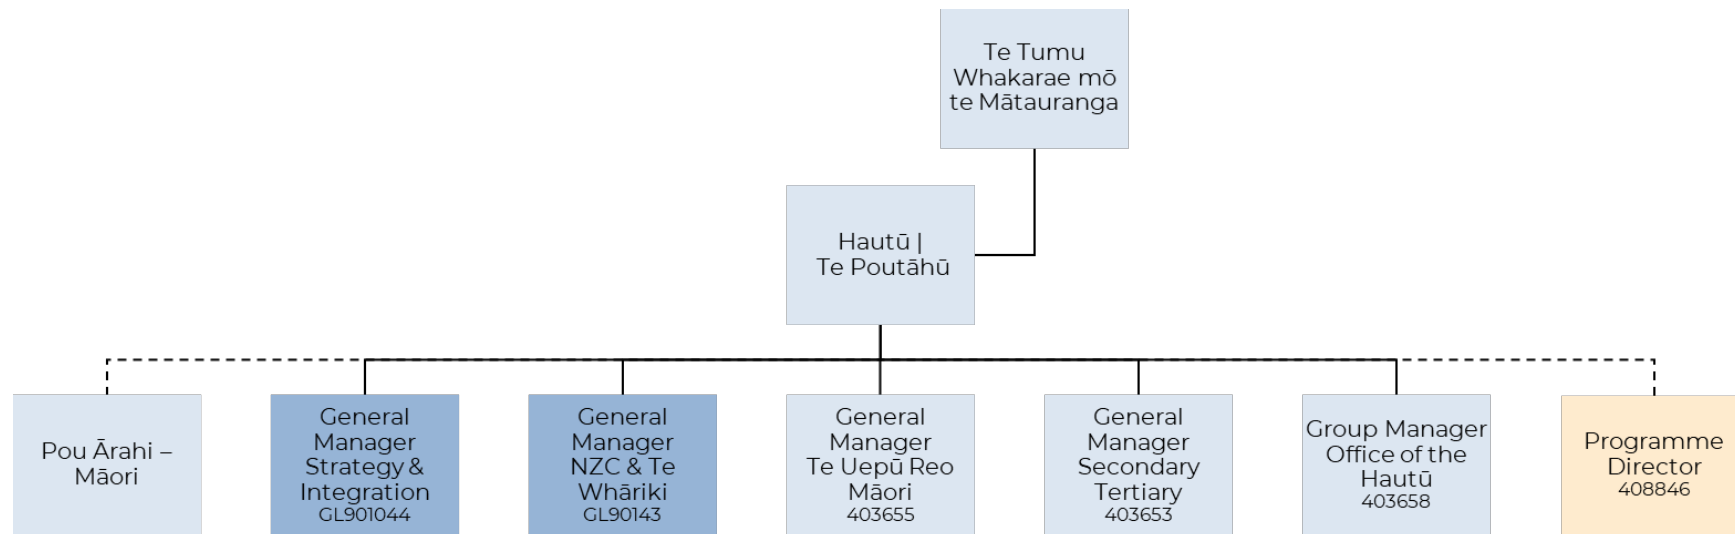 Te Tumu
Whakarae mō
te Mātauranga
Hautū |
Te Poutāhū
Pou Ārahi –
Māori
General
Manager
Strategy &
Integration
GL901044
General
Manager
NZC & Te
Whāriki
GL90143
General
Manager
Te Uepū Reo
Māori
403655
General
Manager
Secondary
Tertiary
403653
Group Manager
Office of the
Hautū
403658
Programme
Director
408846